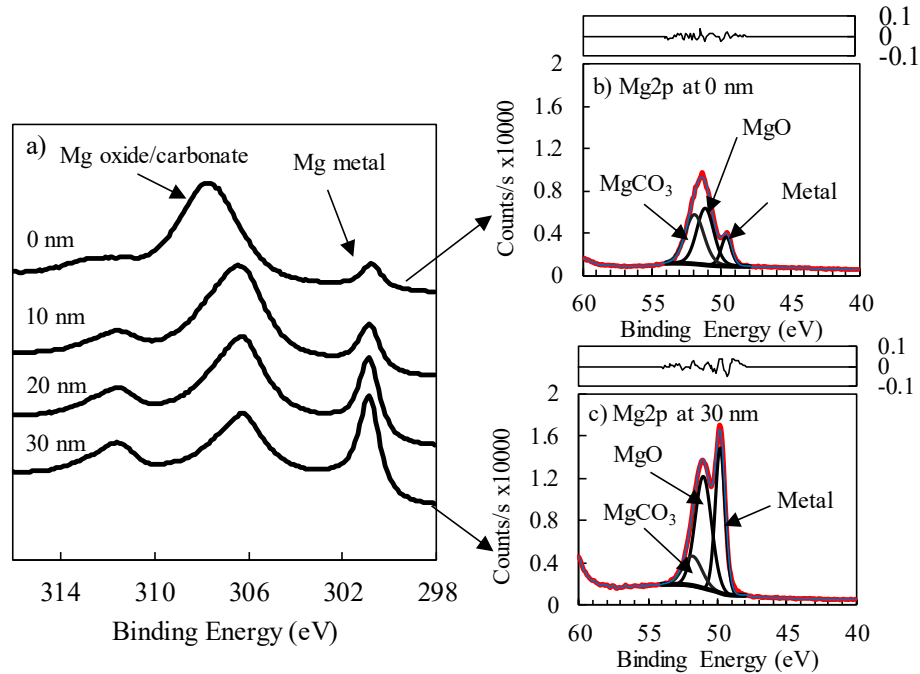 a)
Mg oxide/carbonate
Mg metal
0 nm
10 nm
20 nm
30 nm
314 310 306 302 298
Binding Energy (eV)
0.1
0
-0.1
b) Mg2p at 0 nm
2
1.6
1.2
0.8
0.4
0
Counts/s x10000
MgO
MgCO₃
Metal
60 55 50 45 40
Binding Energy (eV)
0.1
0
-0.1
c) Mg2p at 30 nm
2
1.6
1.2
0.8
0.4
0
Counts/s x10000
MgO
MgCO₃
Metal
60 55 50 45 40
Binding Energy (eV)